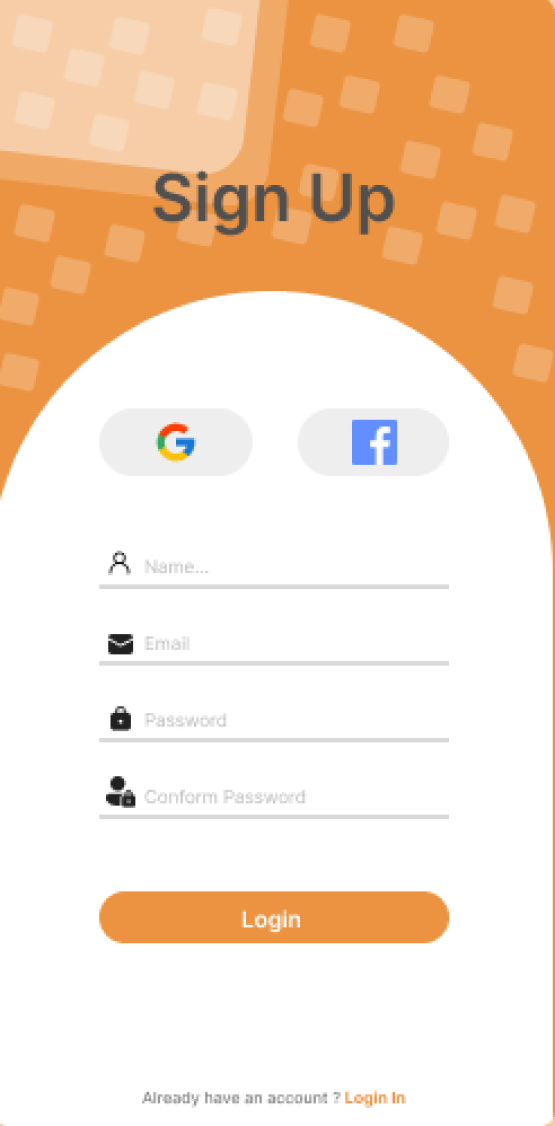 Sign Up
Name...
Email
Password
Conform Password
Login
Already have an account ? Login In